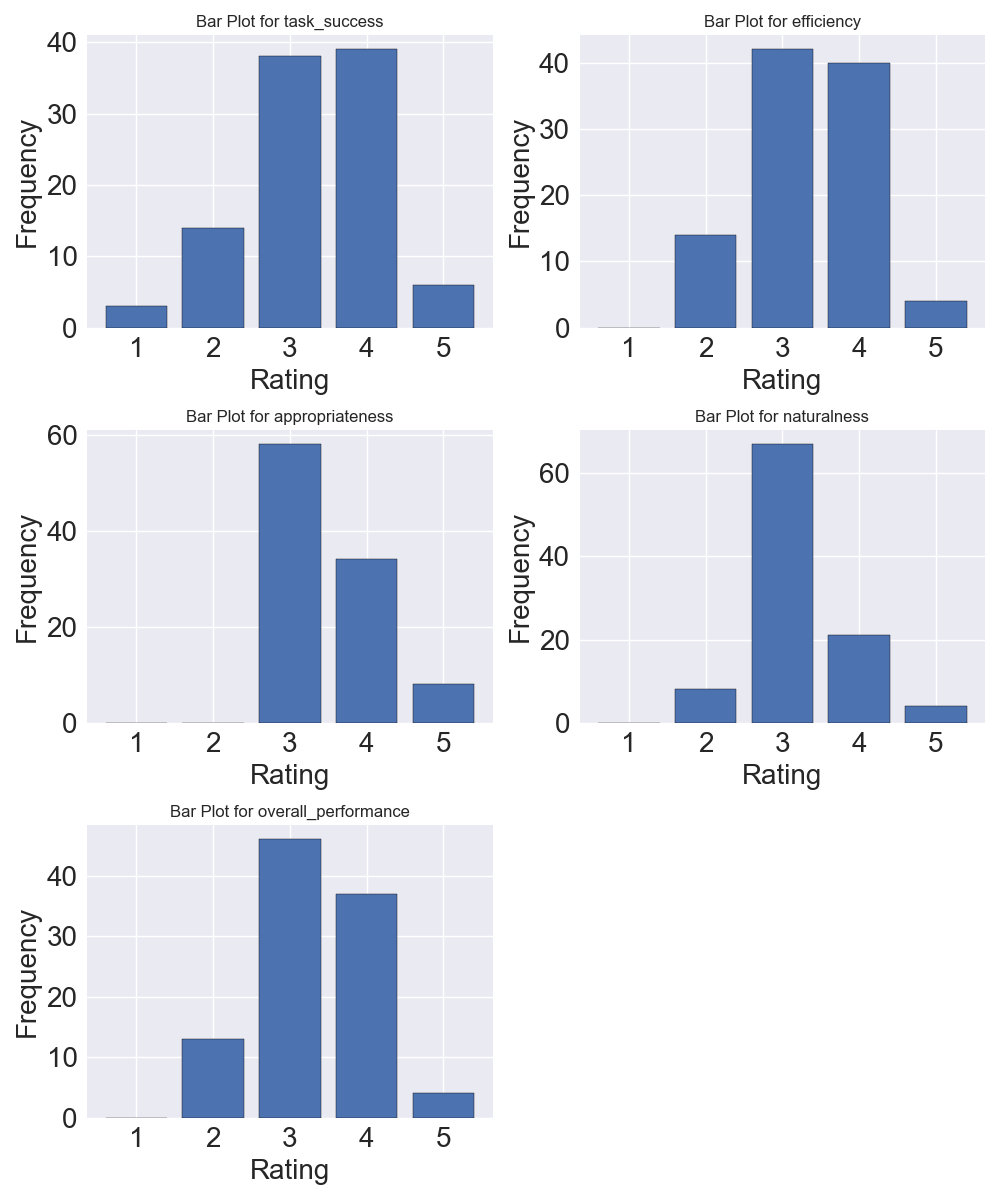 Bar Plot for task_success
40
30
20
10
0
Frequency
1 2 3 4 5
Rating
Bar Plot for efficiency
40
30
20
10
0
Frequency
1 2 3 4 5
Rating
Bar Plot for appropriateness
60
40
20
0
Frequency
1 2 3 4 5
Rating
Bar Plot for naturalness
60
40
20
0
Frequency
1 2 3 4 5
Rating
Bar Plot for overall_performance
40
30
20
10
0
Frequency
1 2 3 4 5
Rating